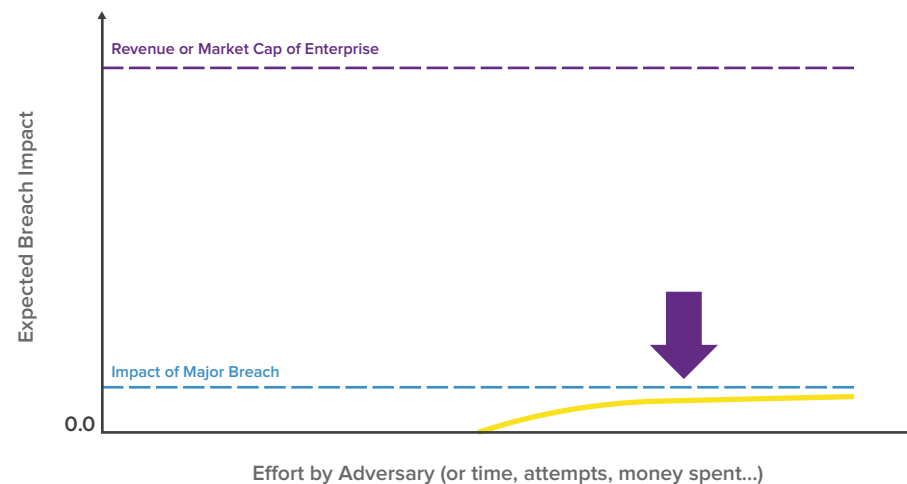 Revenue or Market Cap of Enterprise
Expected Breach Impact
Impact of Major Breach
0.0
Effort by Adversary (or time, attempts, money spent...)